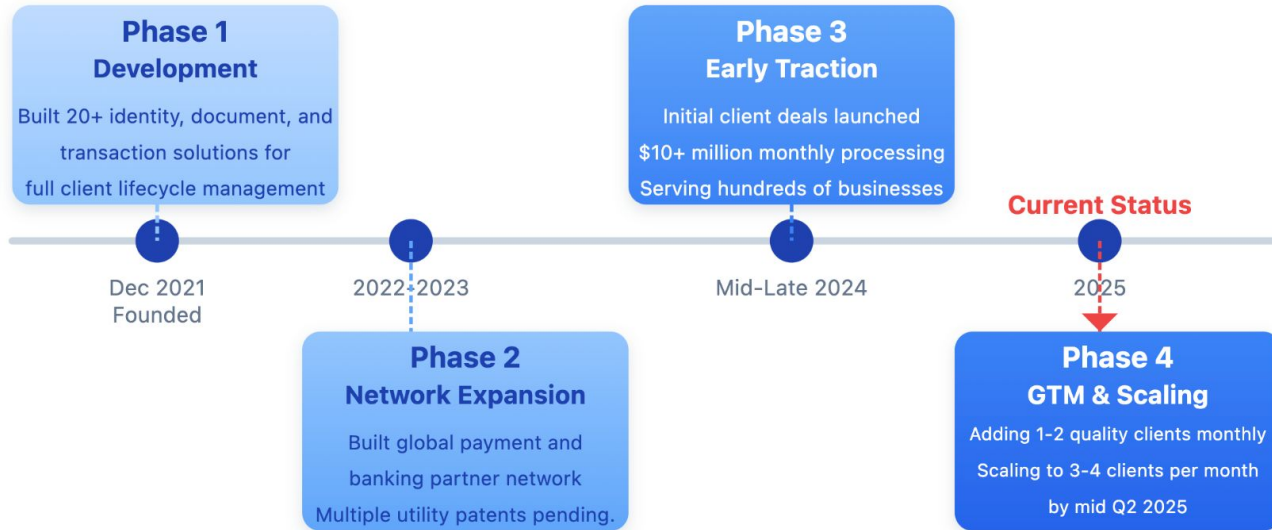 Phase 1
Development
Built 20+ identity, document, and
transaction solutions for
full client lifecycle management
Phase 3
Early Traction
Initial client deals launched
$10+ million monthly processing
Serving hundreds of businesses
Current Status
Dec 2021
Founded
2022-2023
Mid-Late 2024
2025
Phase 2
Network Expansion
Built global payment and
banking partner network
Multiple utility patents pending.
Phase 4
GTM & Scaling
Adding 1-2 quality clients monthly
Scaling to 3-4 clients per month
by mid Q2 2025